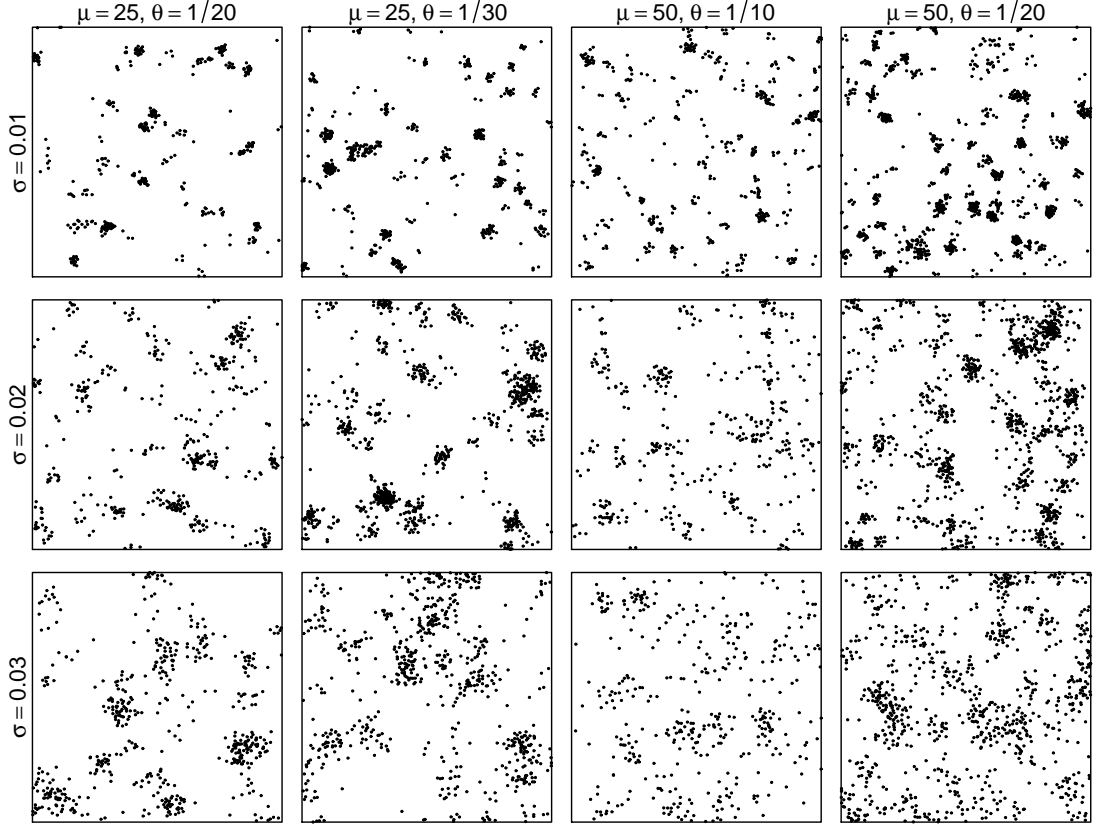 μ = 25, θ = 1/20
μ = 25, θ = 1/30
μ = 50, θ = 1/10
μ = 50, θ = 1/20
σ = 0.01
σ = 0.02
σ = 0.03